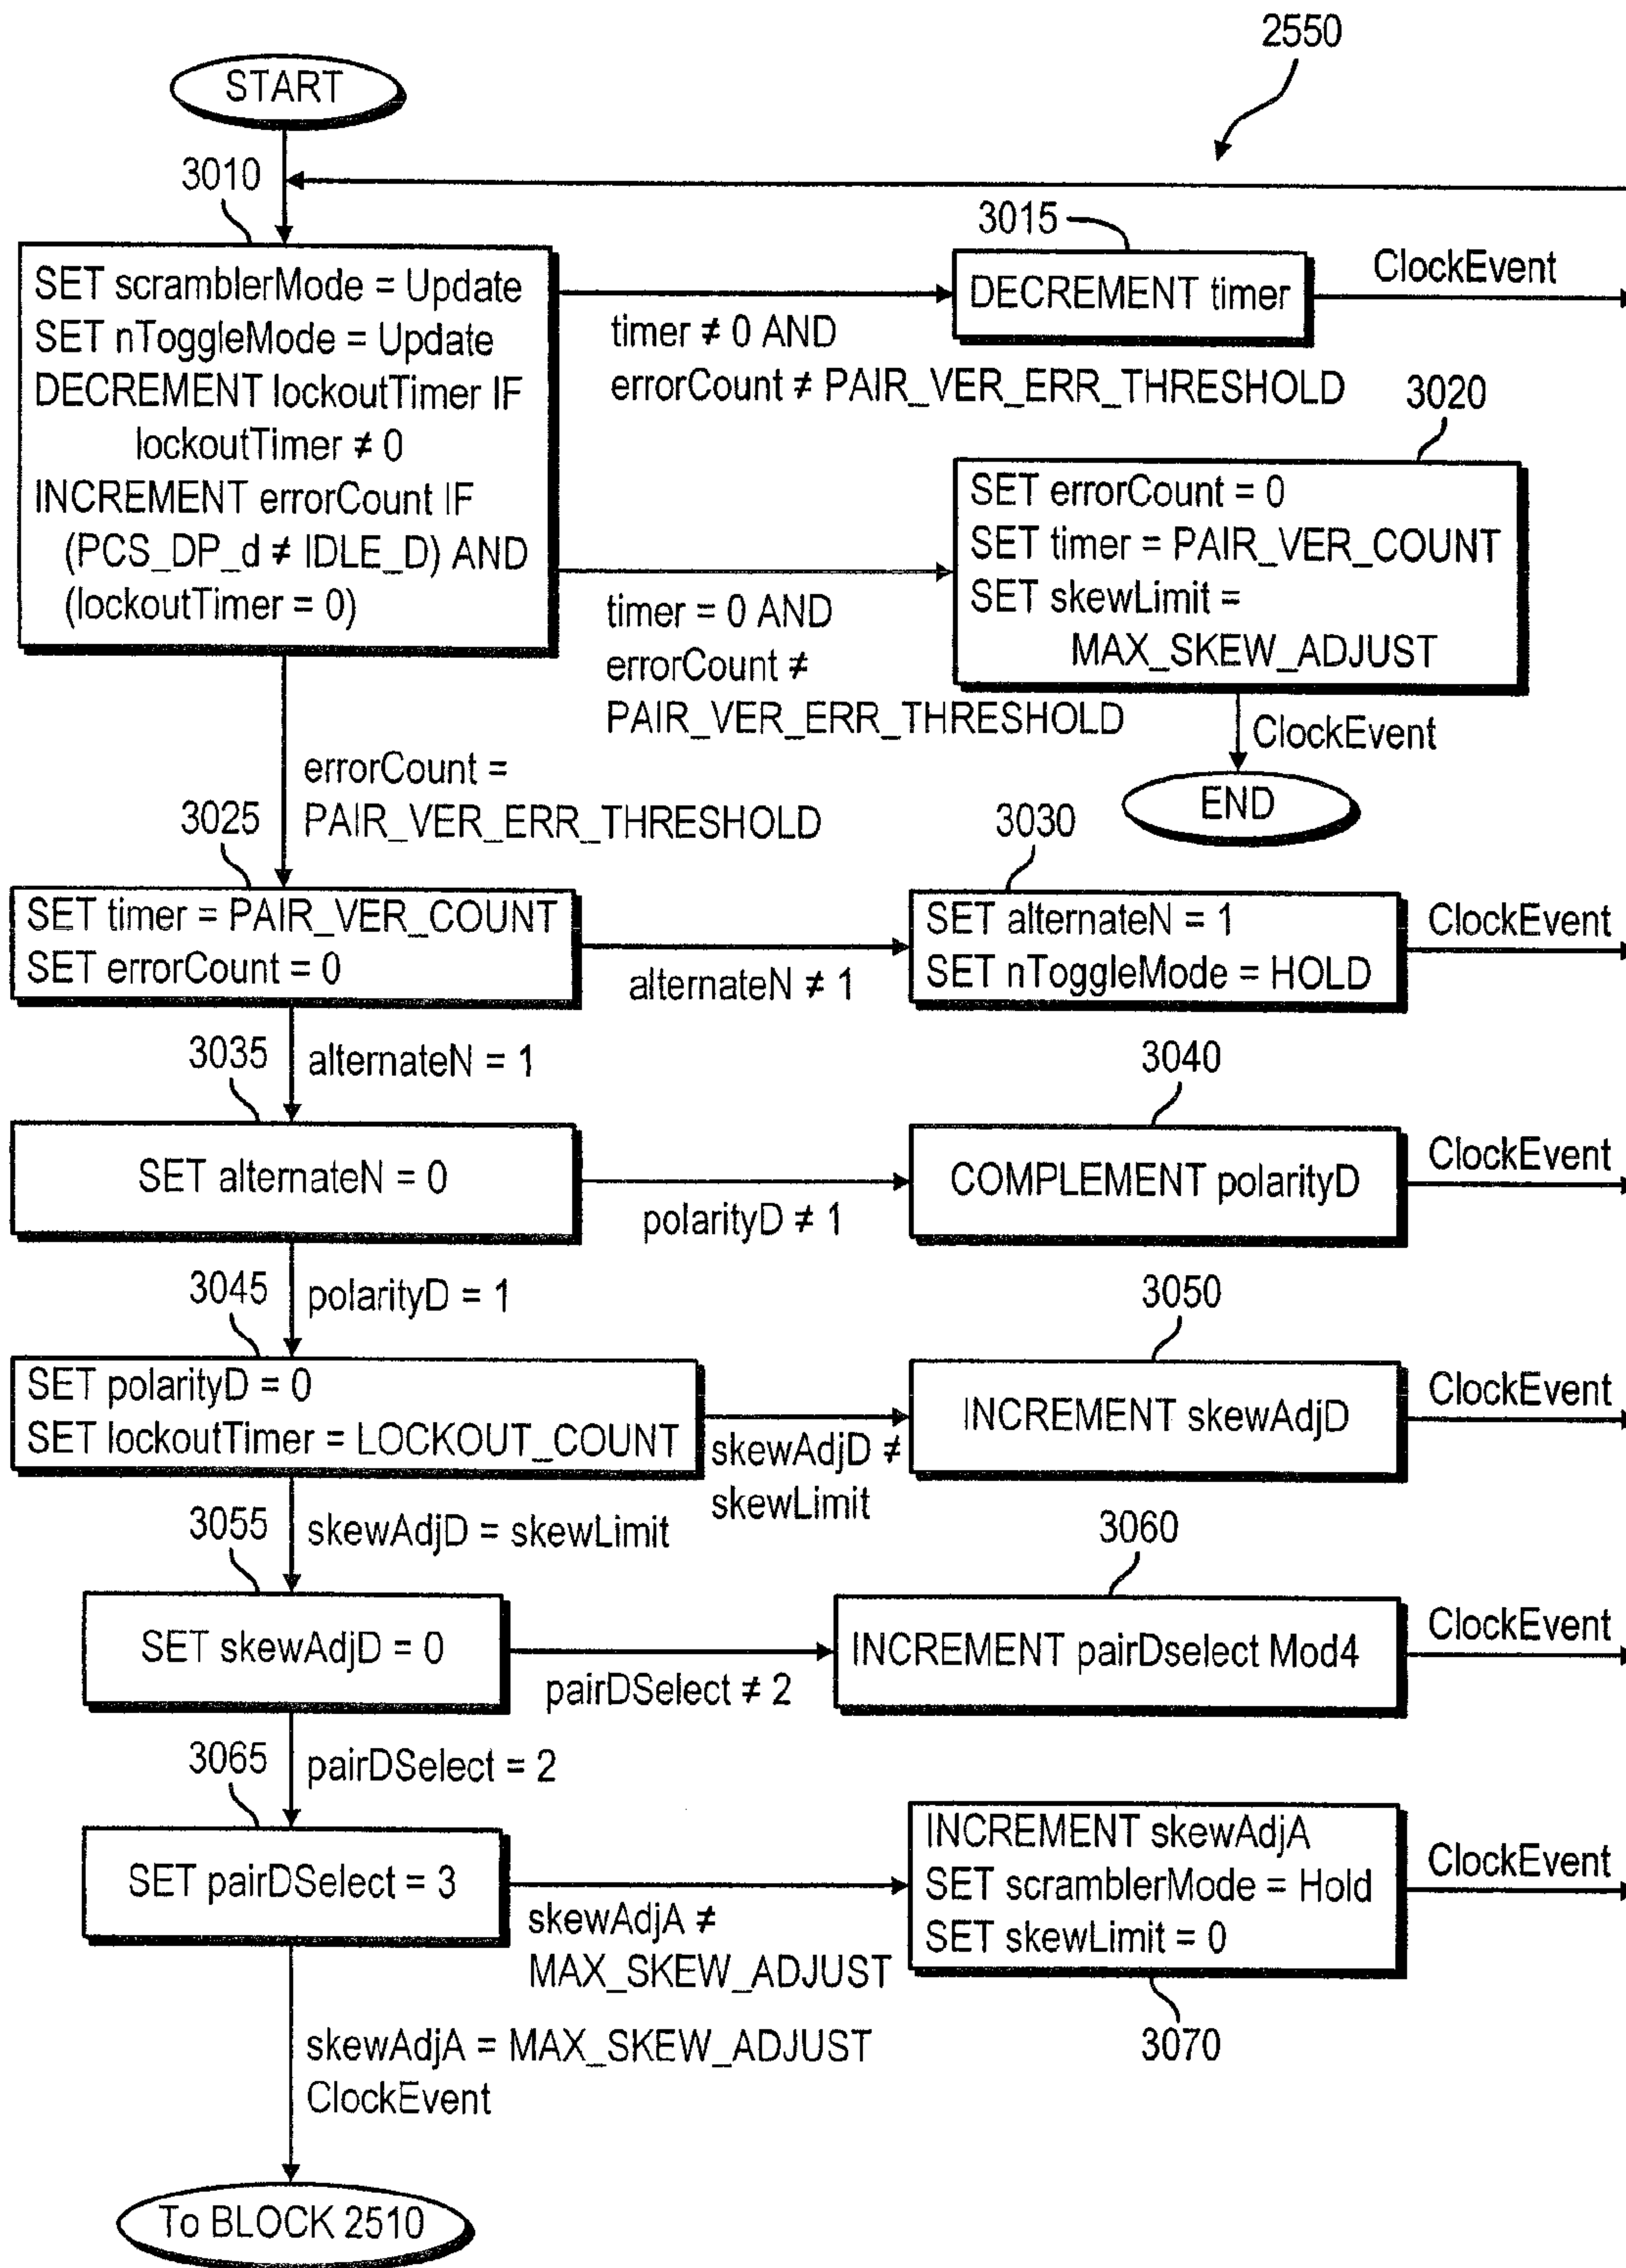 2550
START
3010
SET scramblerMode = Update
SET nToggleMode = Update
DECREMENT lockoutTimer IF
lockoutTimer ≠ 0
INCREMENT errorCount IF
(PCS_DP_d ≠ IDLE_D) AND
(lockoutTimer = 0)
timer ≠ 0 AND
errorCount ≠ PAIR_VER_ERR_THRESHOLD
3015
DECREMENT timer
ClockEvent
timer = 0 AND
errorCount ≠
PAIR_VER_ERR_THRESHOLD
3020
SET errorCount = 0
SET timer = PAIR_VER_COUNT
SET skewLimit =
MAX_SKEW_ADJUST
ClockEvent
END
errorCount =
PAIR_VER_ERR_THRESHOLD
3025
SET timer = PAIR_VER_COUNT
SET errorCount = 0
alternateN ≠ 1
3030
SET alternateN = 1
SET nToggleMode = HOLD
ClockEvent
alternateN = 1
3035
SET alternateN = 0
polarityD ≠ 1
3040
COMPLEMENT polarityD
ClockEvent
polarityD = 1
3045
SET polarityD = 0
SET lockoutTimer = LOCKOUT_COUNT
skewAdjD ≠
skewLimit
3050
INCREMENT skewAdjD
ClockEvent
skewAdjD = skewLimit
3055
SET skewAdjD = 0
pairDSelect ≠ 2
3060
INCREMENT pairDselect Mod4
ClockEvent
pairDSelect = 2
3065
SET pairDSelect = 3
skewAdjA ≠
MAX_SKEW_ADJUST
INCREMENT skewAdjA
SET scramblerMode = Hold
SET skewLimit = 0
3070
ClockEvent
skewAdjA = MAX_SKEW_ADJUST
ClockEvent
To BLOCK 2510